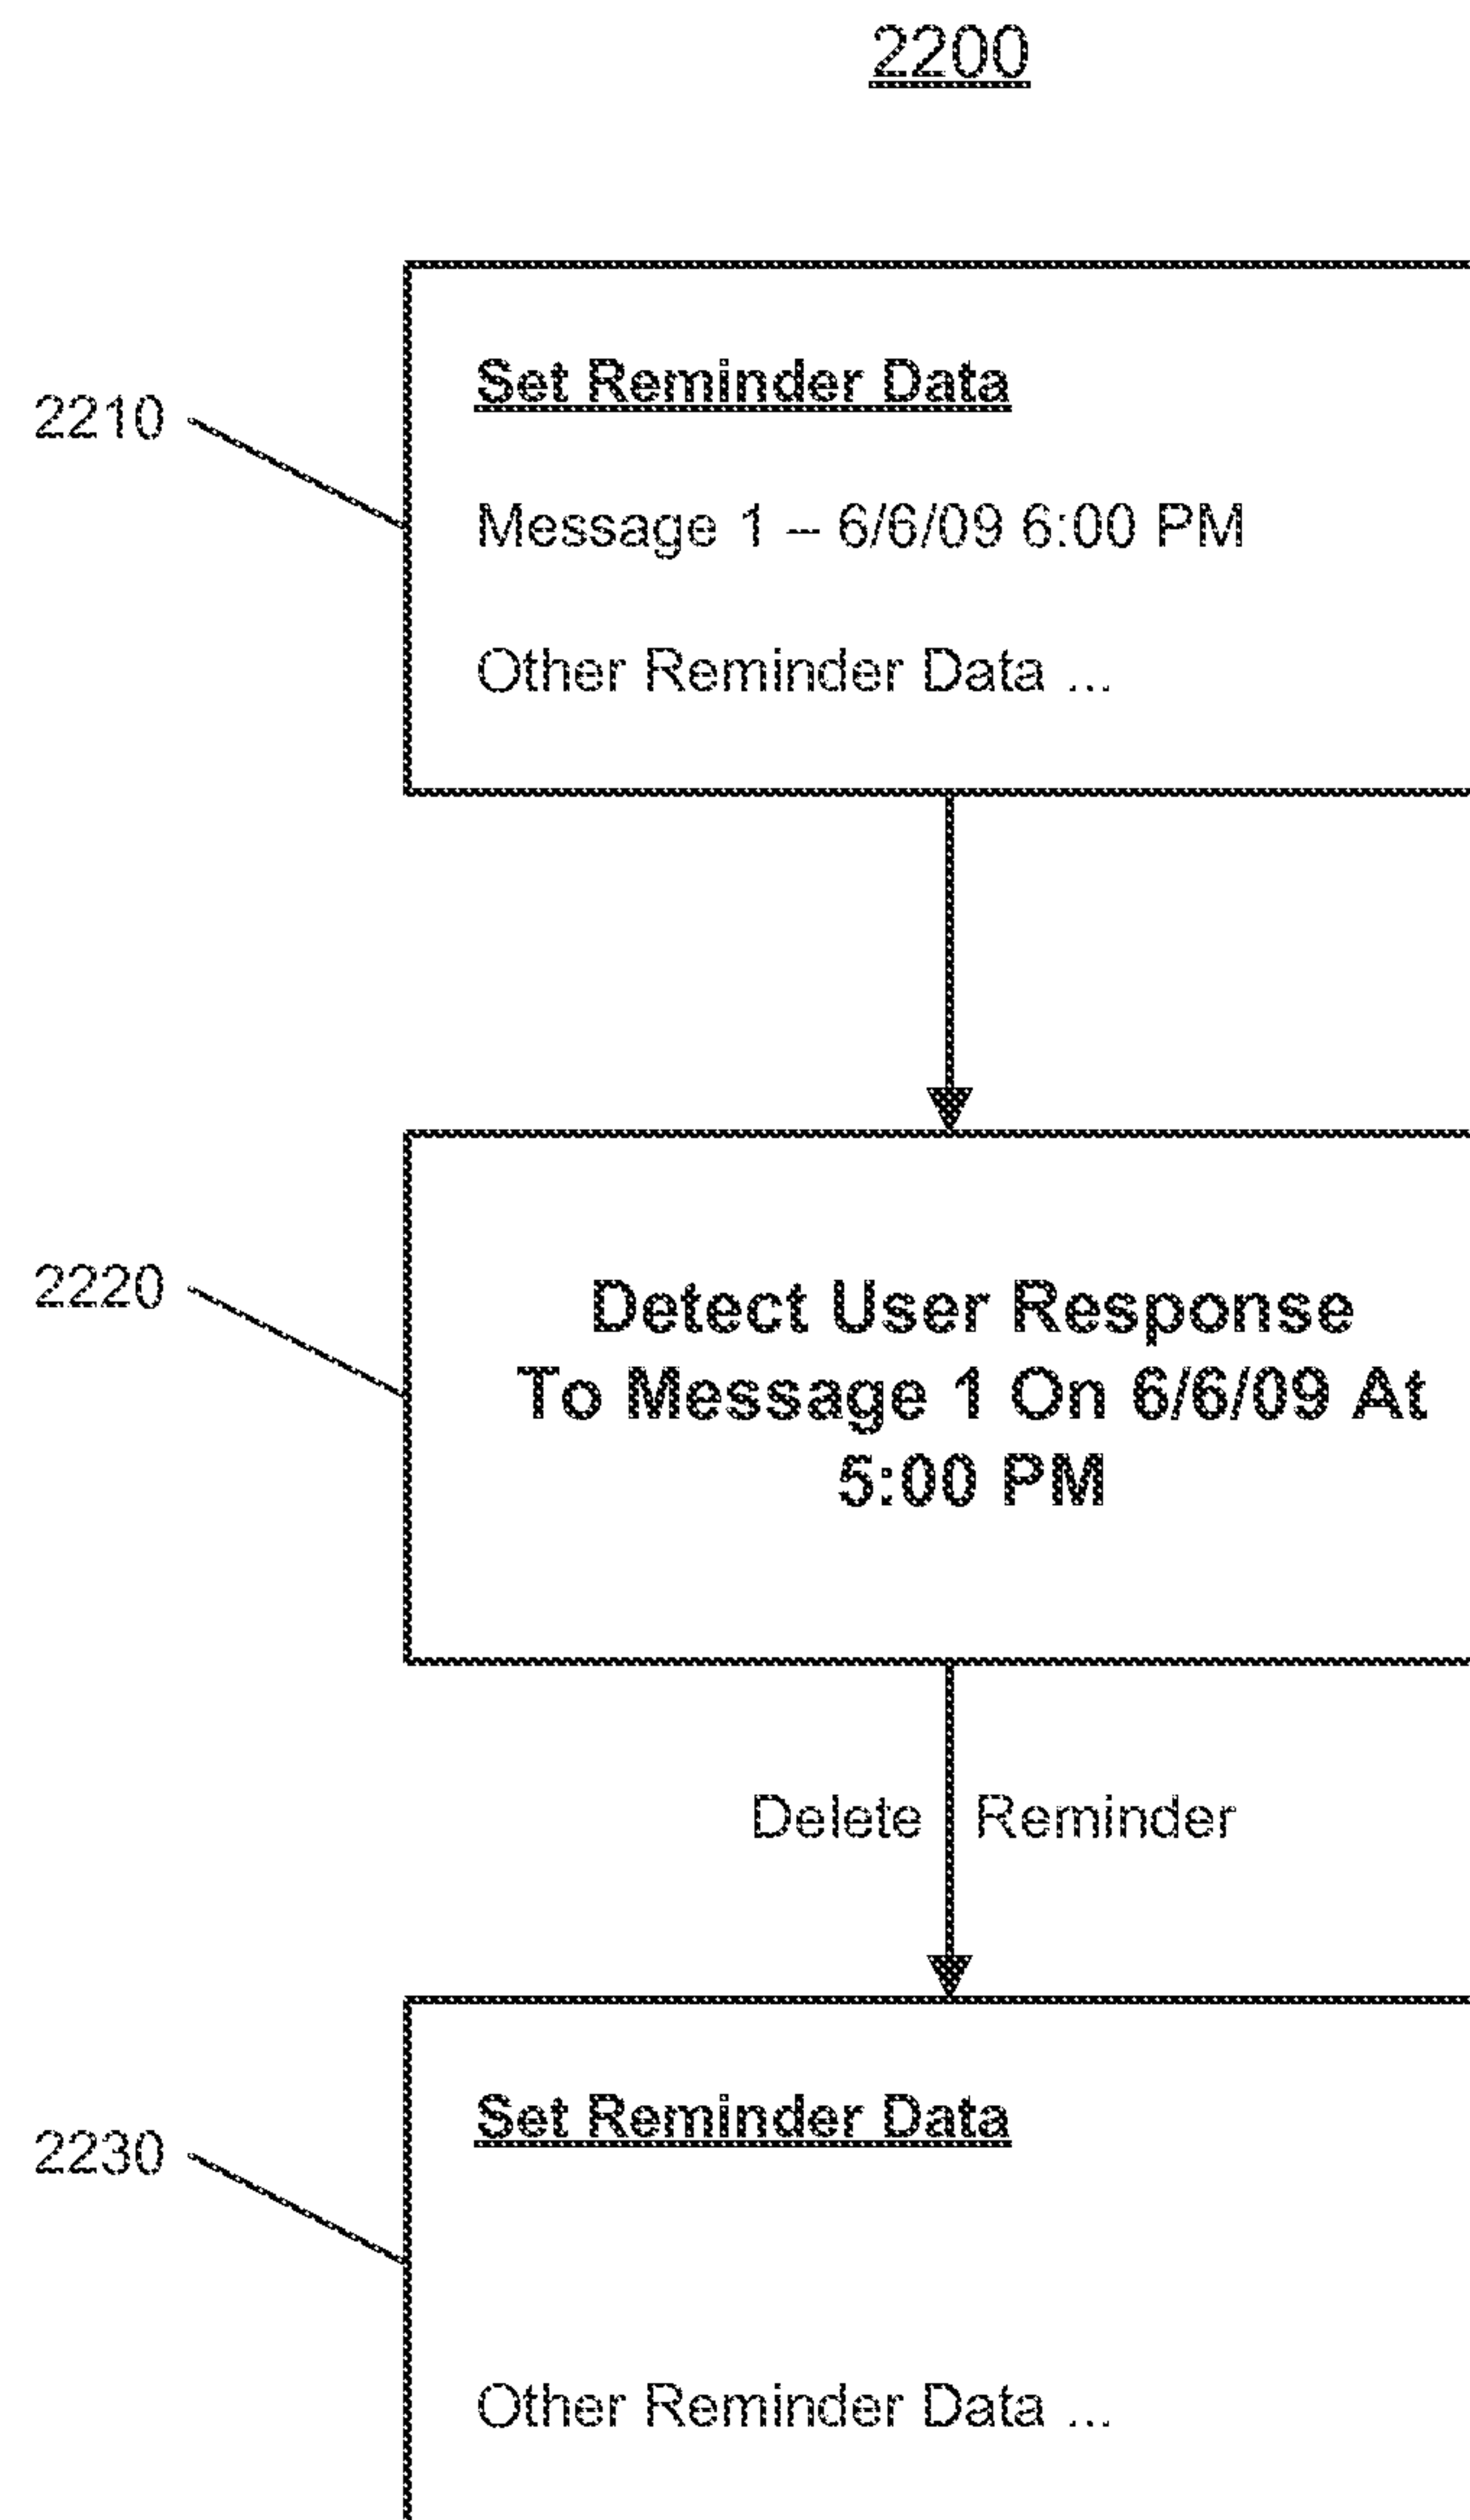 2200
2210
Set Reminder Data
Message 1 – 6/6/09 6:00 PM
Other Reminder Data ...
2220
Detect User Response
To Message 1 On 6/6/09 At
5:00 PM
Delete Reminder
2230
Set Reminder Data
Other Reminder Data ...